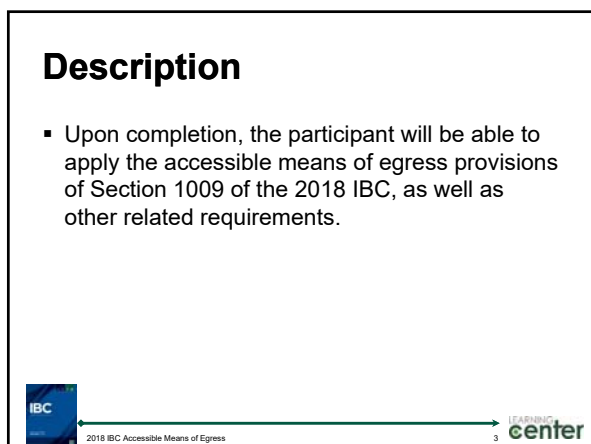 Description
▪ Upon completion, the participant will be able to
apply the accessible means of egress provisions
of Section 1009 of the 2018 IBC, as well as
other related requirements.
IBC
2018 IBC Accessible Means of Egress
3
LEARNING
center